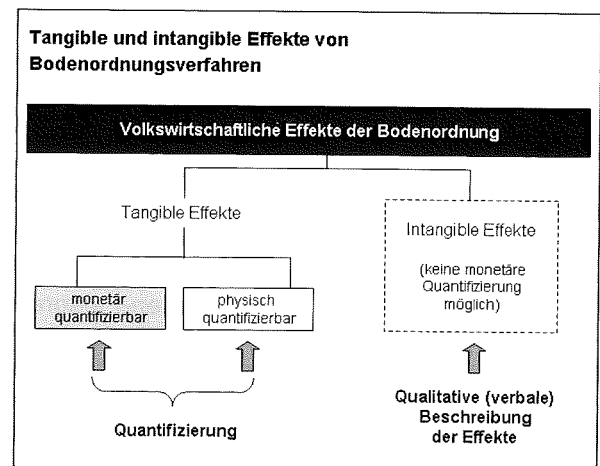 Tangible und intangible Effekte von
Bodenordnungsverfahren
Volkswirtschaftliche Effekte der Bodenordnung
Tangible Effekte
Intangible Effekte
(keine monetäre
Quantifizierung
möglich)
monetär
quantifizierbar
physisch
quantifizierbar
Quantifizierung
Qualitative (verbale)
Beschreibung
der Effekte